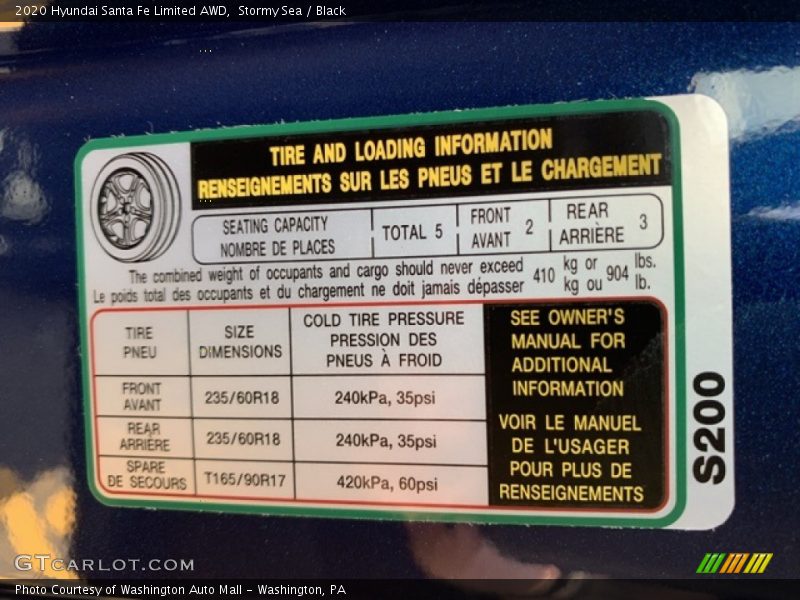 2020 Hyundai Santa Fe Limited AWD,  Stormy Sea / Black
TIRE AND LOADING INFORMATION
RENSEIGNEMENTS SUR LES PNEUS ET LE CHARGEMENT
SEATING CAPACITY
NOMBRE DE PLACES
TOTAL 5
FRONT
AVANT
2
REAR
ARRIÈRE
3
The combined weight of occupants and cargo should never exceed
Le poids total des occupants et du chargement ne doit jamais dépasser
410
kg or
kg ou
904
lbs.
lb.
TIRE
PNEU
SIZE
DIMENSIONS
COLD TIRE PRESSURE
PRESSION DES
PNEUS À FROID
FRONT
AVANT
235/60R18
240kPa, 35psi
REAR
ARRIÈRE
235/60R18
240kPa, 35psi
SPARE
DE SECOURS
T165/90R17
420kPa, 60psi
SEE OWNER'S
MANUAL FOR
ADDITIONAL
INFORMATION
VOIR LE MANUEL
DE L'USAGER
POUR PLUS DE
RENSEIGNEMENTS
S200
GTCARLOT.COM
Photo Courtesy of Washington Auto Mall - Washington, PA